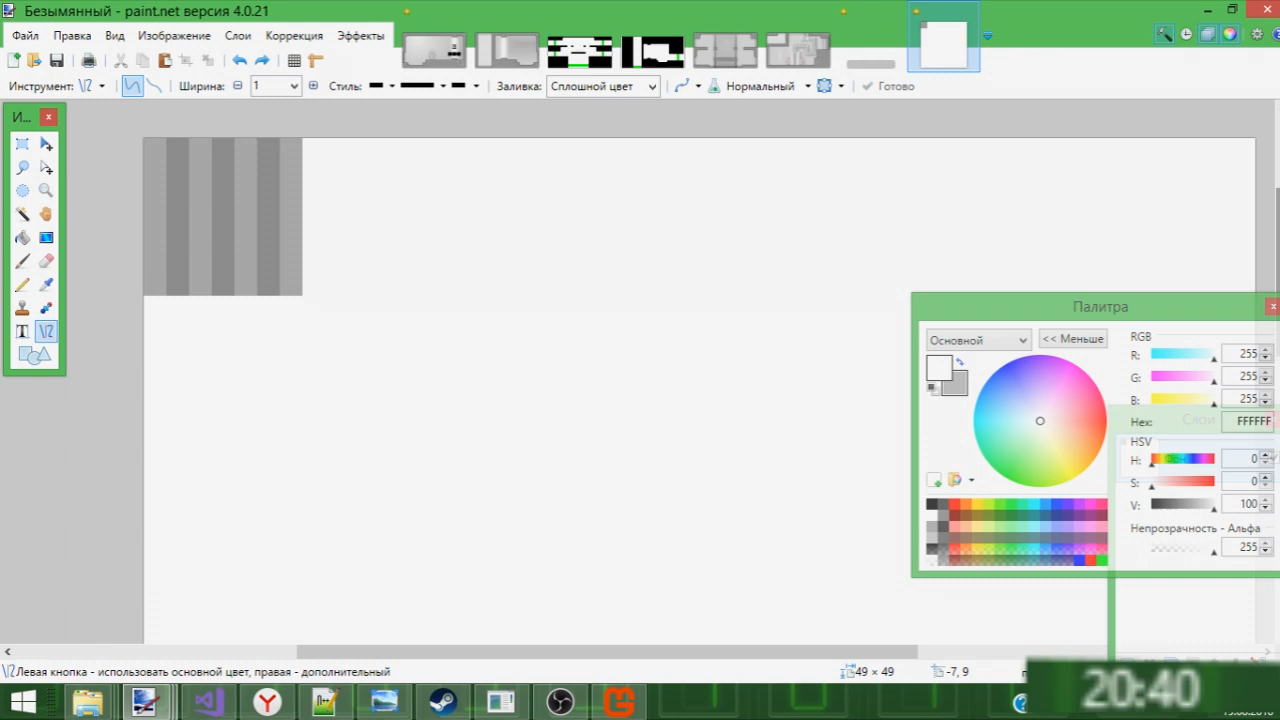 Безымянный - paint.net версия 4.0.21
Файл Правка Вид Изображение Слои Коррекция Эффекты
Инструмент: Ширина: 1 Стиль: Заливка: Сплошной цвет Нормальный Готово
И...
T
Палитра
Основной << Меньше
RGB
R: 255
G: 255
B: 255
Слои
Hex: FFFFFF
HSV
H: 0
S: 0
V: 100
Непрозрачность - Альфа
255
Левая кнопка - использовать основной цвет, правая - дополнительный 49 × 49 -7, 9
20:40